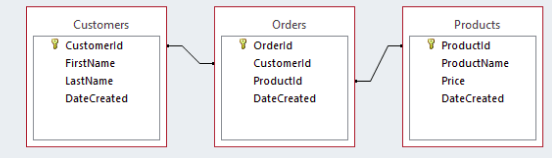 Customers
CustomerId
FirstName
LastName
DateCreated
Orders
OrderId
CustomerId
ProductId
DateCreated
Products
ProductId
ProductName
Price
DateCreated